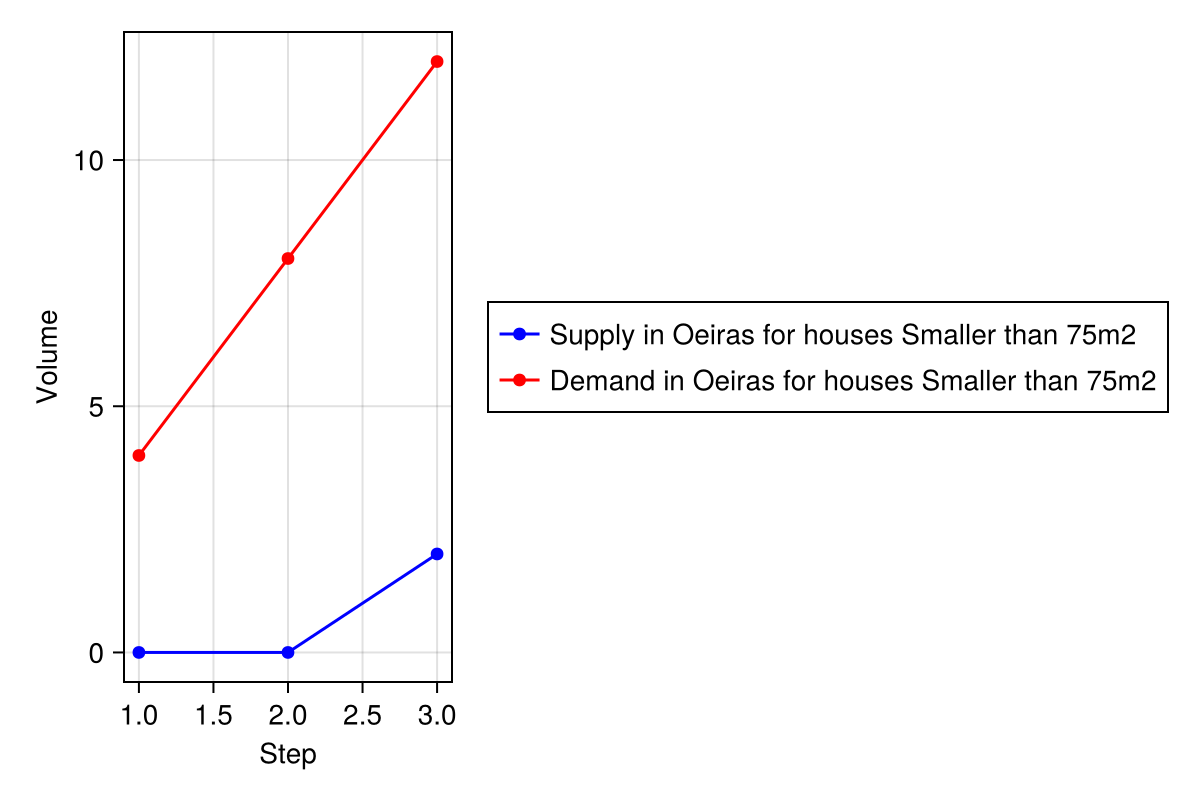 10
5
0
Volume
1.0 1.5 2.0 2.5 3.0
Step
Supply in Oeiras for houses Smaller than 75m2
Demand in Oeiras for houses Smaller than 75m2